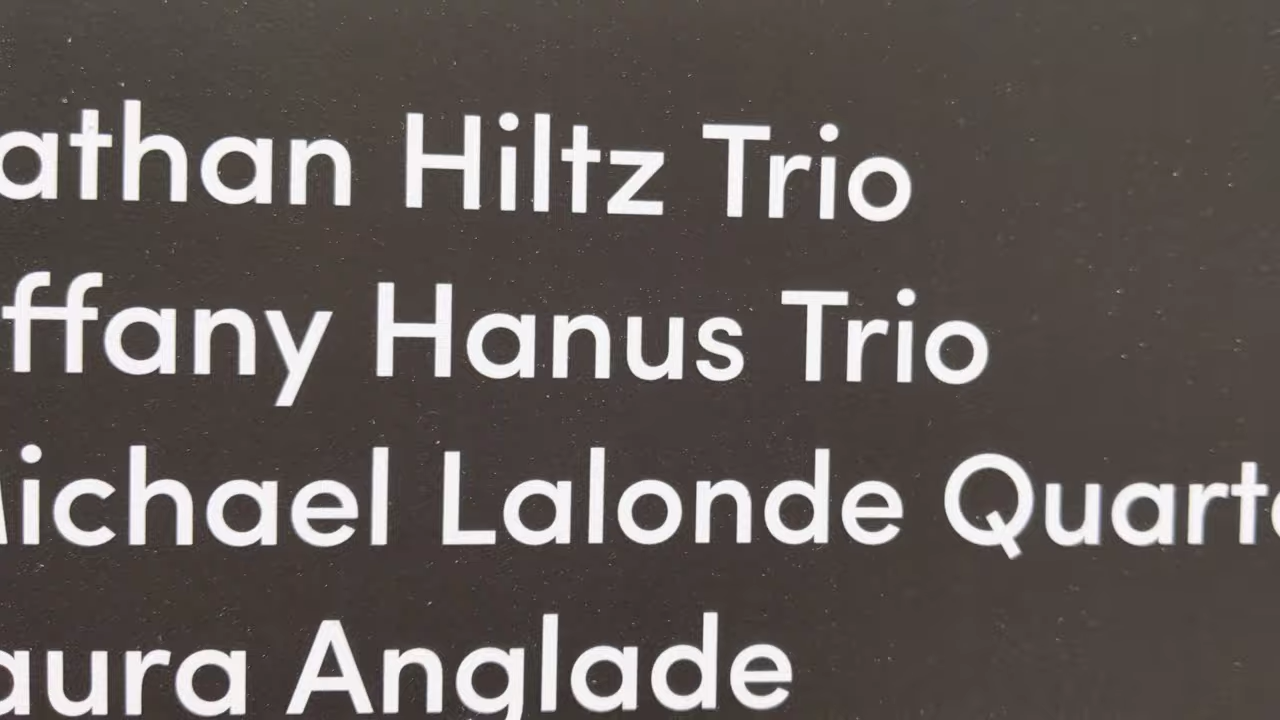 athan Hiltz Trio
ffany Hanus Trio
ichael Lalonde Quart
aura Anglade